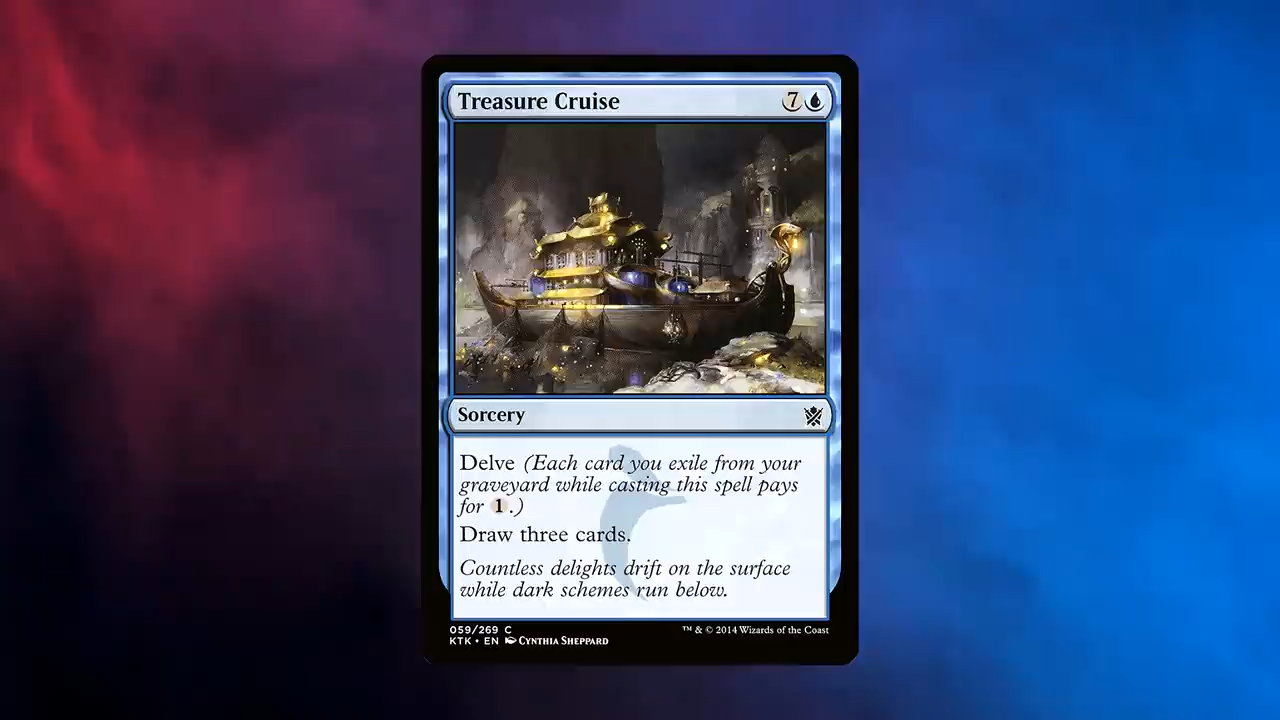 Treasure Cruise 7
Sorcery
Delve (Each card you exile from your
graveyard while casting this spell pays
for 1.)
Draw three cards.
Countless delights drift on the surface
while dark schemes run below.
059/269 C
KTK • EN Cynthia Sheppard
™ & © 2014 Wizards of the Coast